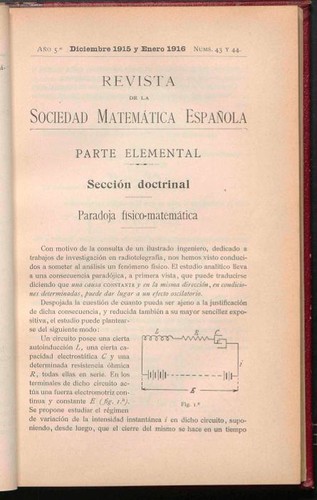 AÑO 5.º Diciembre 1915 y Enero 1916 NÚMS. 43 Y 44.
REVISTA
DE LA
SOCIEDAD MATEMÁTICA ESPAÑOLA
PARTE ELEMENTAL
Sección doctrinal
Paradoja físico-matemática
Con motivo de la consulta de un ilustrado ingeniero, dedicado a
trabajos de investigación en radiotelegrafía, nos hemos visto conduci-
dos a someter al análisis un fenómeno físico. El estudio analítico lleva
a una consecuencia paradójica, a primera vista, que puede traducirse
diciendo que una causa CONSTANTE y en la misma dirección, en condicio-
nes determinadas, puede dar lugar a un efecto oscilatorio.
Despojada la cuestión de cuanto pueda ser ajeno a la justificación
de dicha consecuencia, y reducida también a su mayor sencillez expo-
sitiva, el estudio puede plantear-
se del siguiente modo:
Un circuito posee una cierta
autoinducción L, una cierta ca-
pacidad electrostática C y una
determinada resistencia óhmica
R, todas ellas en serie. En los
terminales de dicho circuito ac-
túa una fuerza electromotriz con-
tinua y constante E (fig. 1.ª).
Se propone estudiar el régimen
L R C
i
E
Fig. 1.ª
de variación de la intensidad instantánea i en dicho circuito, supo-
niendo, desde luego, que al cierre del mismo se hace en un tiempo